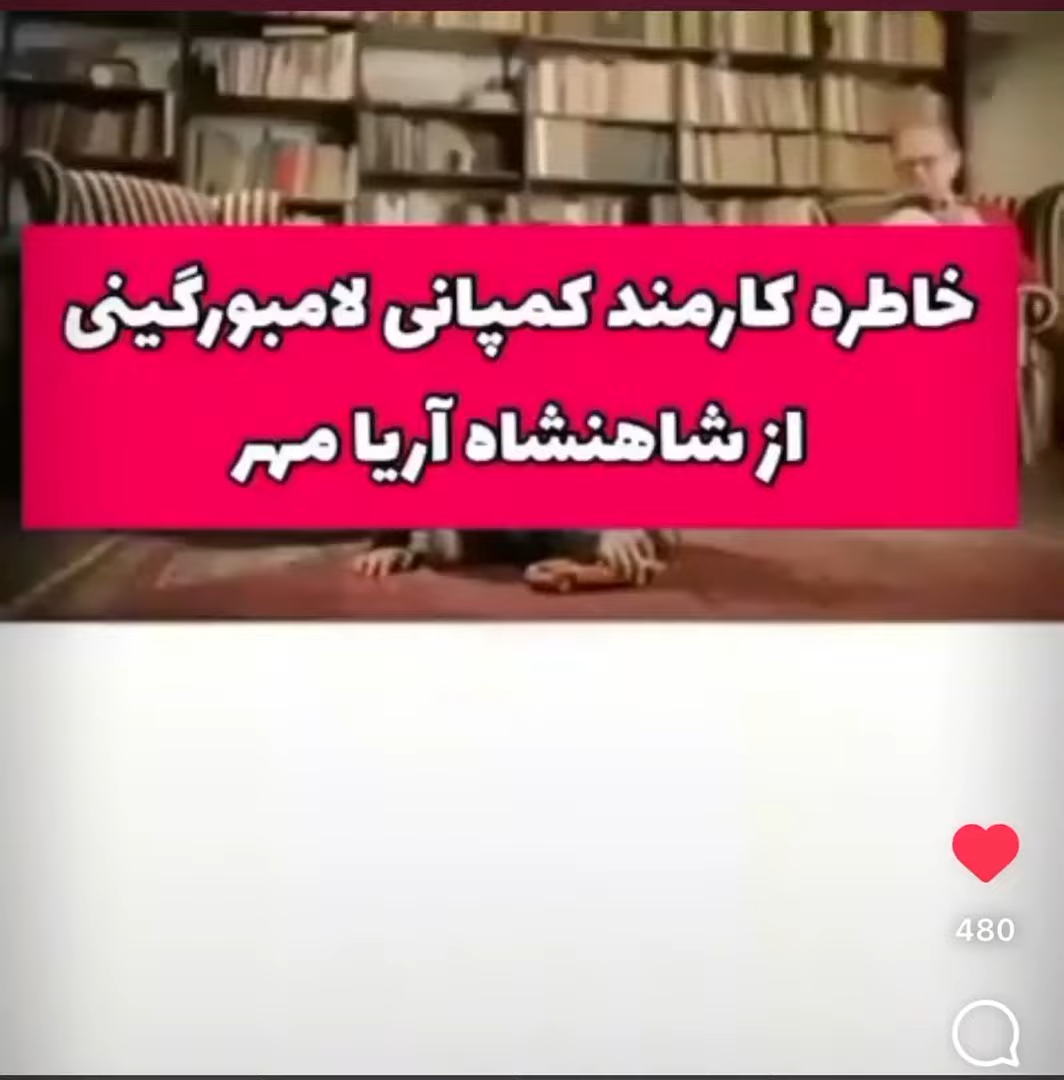 خاطره کارمند کمپانی لامبورگینی
از شاهنشاه آریا مهر
480